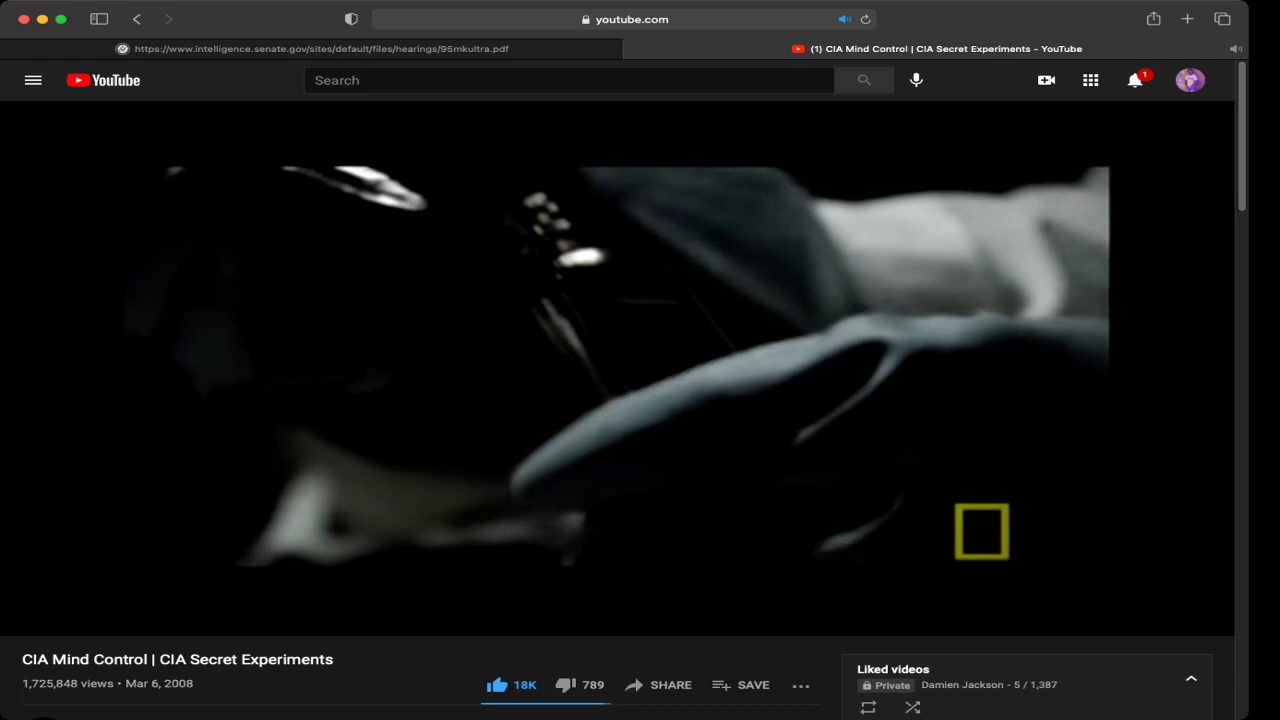 youtube.com
https://www.intelligence.senate.gov/sites/default/files/hearings/95mkultra.pdf
(1) CIA Mind Control | CIA Secret Experiments - YouTube
YouTube
Search
1
CIA Mind Control | CIA Secret Experiments
1,725,848 views • Mar 6, 2008
18K
789
SHARE
SAVE
Liked videos
Private
Damien Jackson - 5 / 1,387